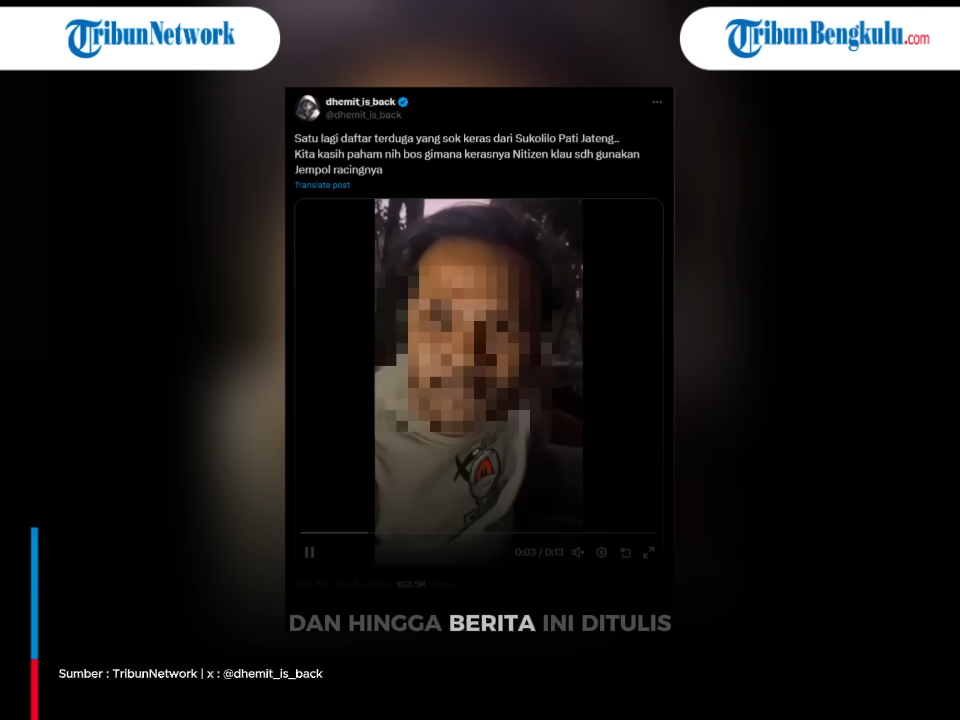 TribunNetwork
TribunBengkulu.com
dhemit_is_back
@dhemit_is_back
Satu lagi daftar terduga yang sok keras dari Sukolilo Pati Jateng..
Kita kasih paham nih bos gimana kerasnya Nitizen klau sdh gunakan
Jempol racingnya
Translate post
0:03 / 0:13
163.5K
DAN HINGGA BERITA INI DITULIS
Sumber : TribunNetwork | x : @dhemit_is_back